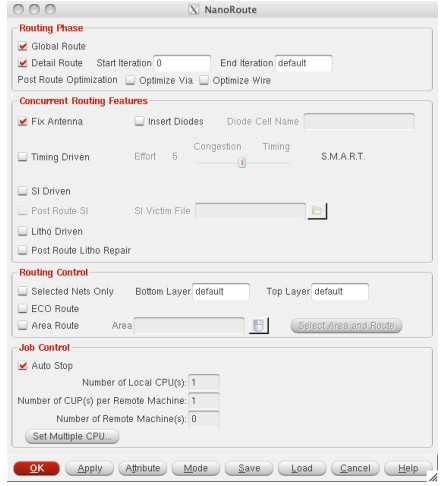 NanoRoute
Routing Phase
Global Route
Detail Route Start Iteration 0 End Iteration default
Post Route Optimization Optimize Via Optimize Wire
Concurrent Routing Features
Fix Antenna Insert Diodes Diode Cell Name
Congestion Timing
Timing Driven Effort 5 S.M.A.R.T.
SI Driven
Post Route SI SI Victim File
Litho Driven
Post Route Litho Repair
Routing Control
Selected Nets Only Bottom Layer default Top Layer default
ECO Route
Area Route Area Select Area and Route
Job Control
Auto Stop
Number of Local CPU(s): 1
Number of CUP(s) per Remote Machine: 1
Number of Remote Machine(s): 0
Set Multiple CPU...
OK Apply Attribute Mode Save Load Cancel Help